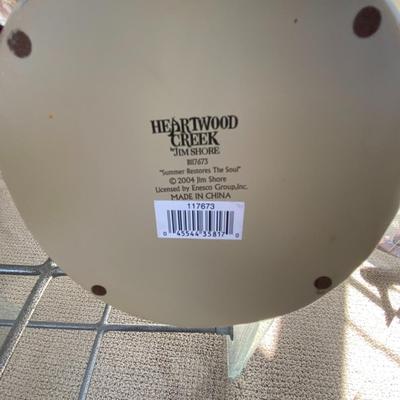 HEARTWOOD
CREEK
by JIM SHORE
117673
"Summer Restores The Soul"
© 2004 Jim Shore
Licensed by Enesco Group,Inc.
MADE IN CHINA
117673
0 45544 35817 0